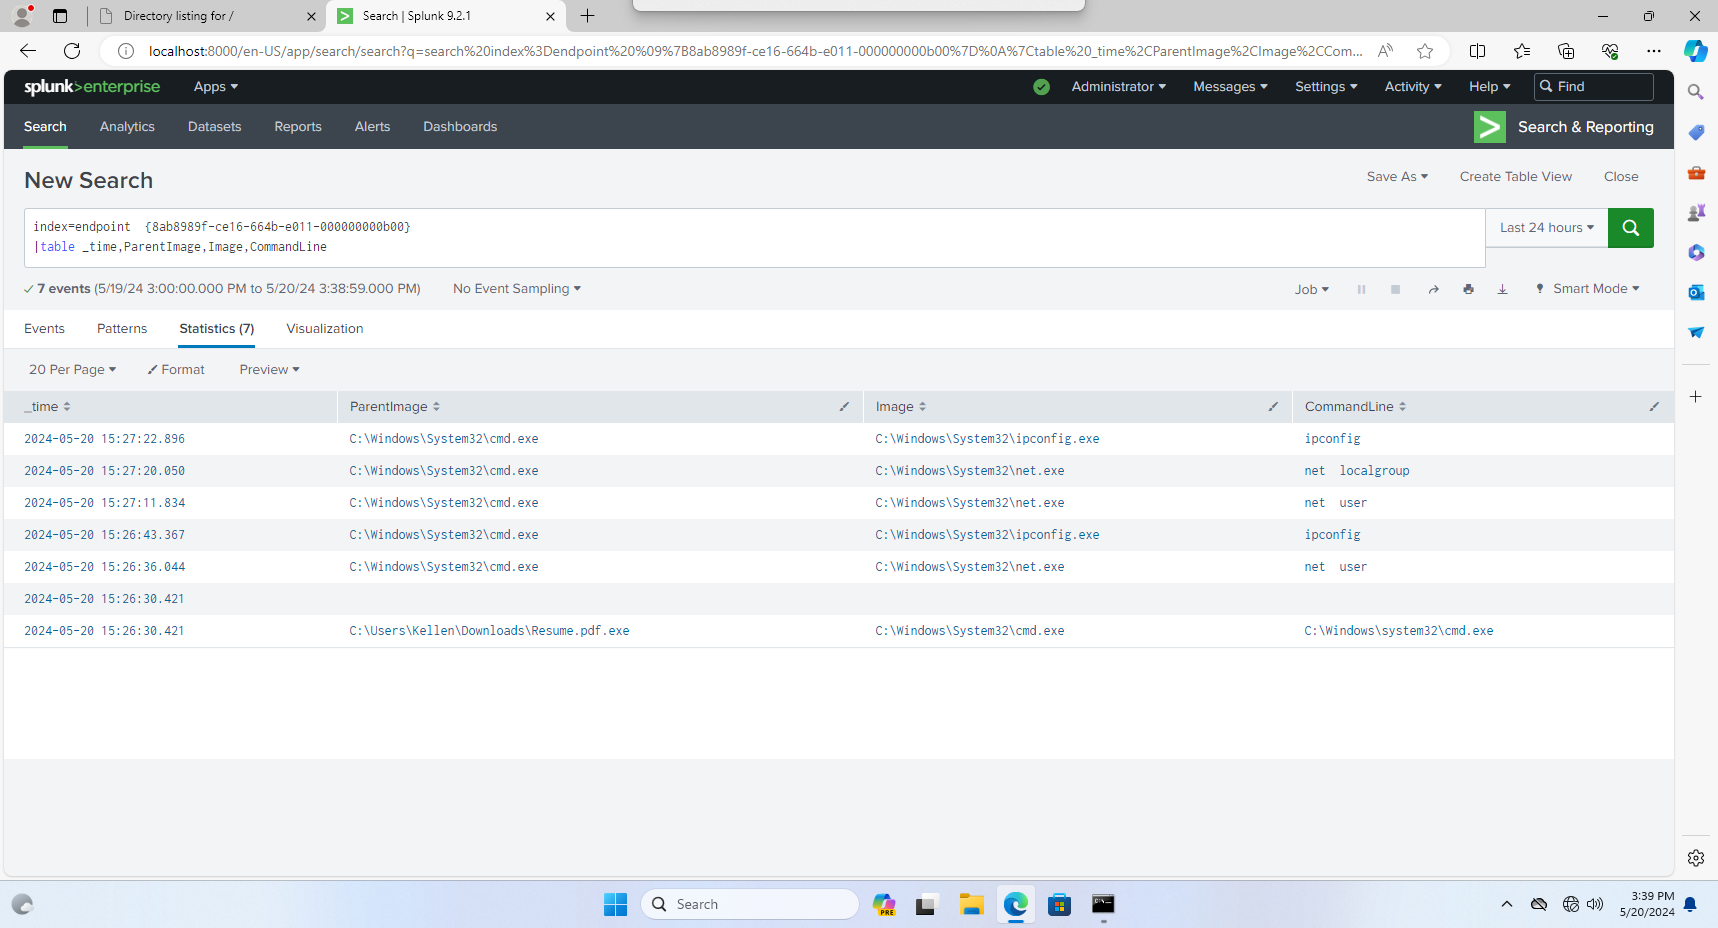 Directory listing for /
Search | Splunk 9.2.1
localhost:8000/en-US/app/search/search?q=search%20index%3Dendpoint%20%09%7B8ab8989f-ce16-664b-e011-000000000b00%7D%0A%7Ctable%20_time%2CParentImage%2CImage%2CCom...
splunk>enterprise Apps Administrator Messages Settings Activity Help Find
Search Analytics Datasets Reports Alerts Dashboards Search & Reporting
New Search Save As Create Table View Close
index=endpoint  {8ab8989f-ce16-664b-e011-000000000b00}
|table _time,ParentImage,Image,CommandLine
Last 24 hours
7 events (5/19/24 3:00:00.000 PM to 5/20/24 3:38:59.000 PM) No Event Sampling Job Smart Mode
Events Patterns Statistics (7) Visualization
20 Per Page Format Preview
_time ParentImage Image CommandLine
2024-05-20 15:27:22.896 C:\Windows\System32\cmd.exe C:\Windows\System32\ipconfig.exe ipconfig
2024-05-20 15:27:20.050 C:\Windows\System32\cmd.exe C:\Windows\System32\net.exe net  localgroup
2024-05-20 15:27:11.834 C:\Windows\System32\cmd.exe C:\Windows\System32\net.exe net  user
2024-05-20 15:26:43.367 C:\Windows\System32\cmd.exe C:\Windows\System32\ipconfig.exe ipconfig
2024-05-20 15:26:36.044 C:\Windows\System32\cmd.exe C:\Windows\System32\net.exe net  user
2024-05-20 15:26:30.421
2024-05-20 15:26:30.421 C:\Users\Kellen\Downloads\Resume.pdf.exe C:\Windows\System32\cmd.exe C:\Windows\system32\cmd.exe
Search
PRE
3:39 PM
5/20/2024